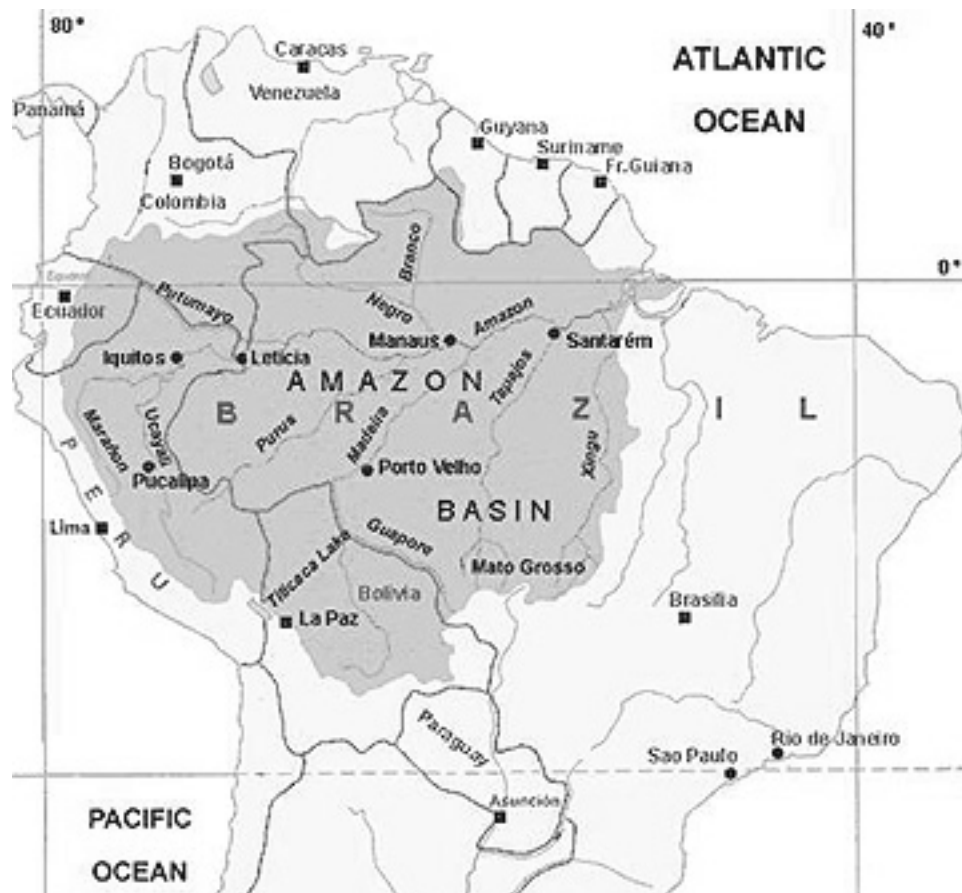 80°
40°
Caracas
ATLANTIC
Venezuela
Panamá
OCEAN
Guyana
Suriname
Bogotá
Fr.Guiana
Colombia
Branco
0°
Putumayo
Ecuador
Negro
Amazon
Manaus
Santarém
Iquitos
Leticia
AMAZON
Tapajos
BRAZIL
Purus
Madeira
Marañon
Ucayali
Xingu
PERU
Pucallpa
Porto Velho
BASIN
Lima
Guapore
Titicaca Lake
Mato Grosso
Bolivia
Brasília
La Paz
Paraguay
Rio de Janeiro
Sao Paulo
Asunción
PACIFIC
OCEAN